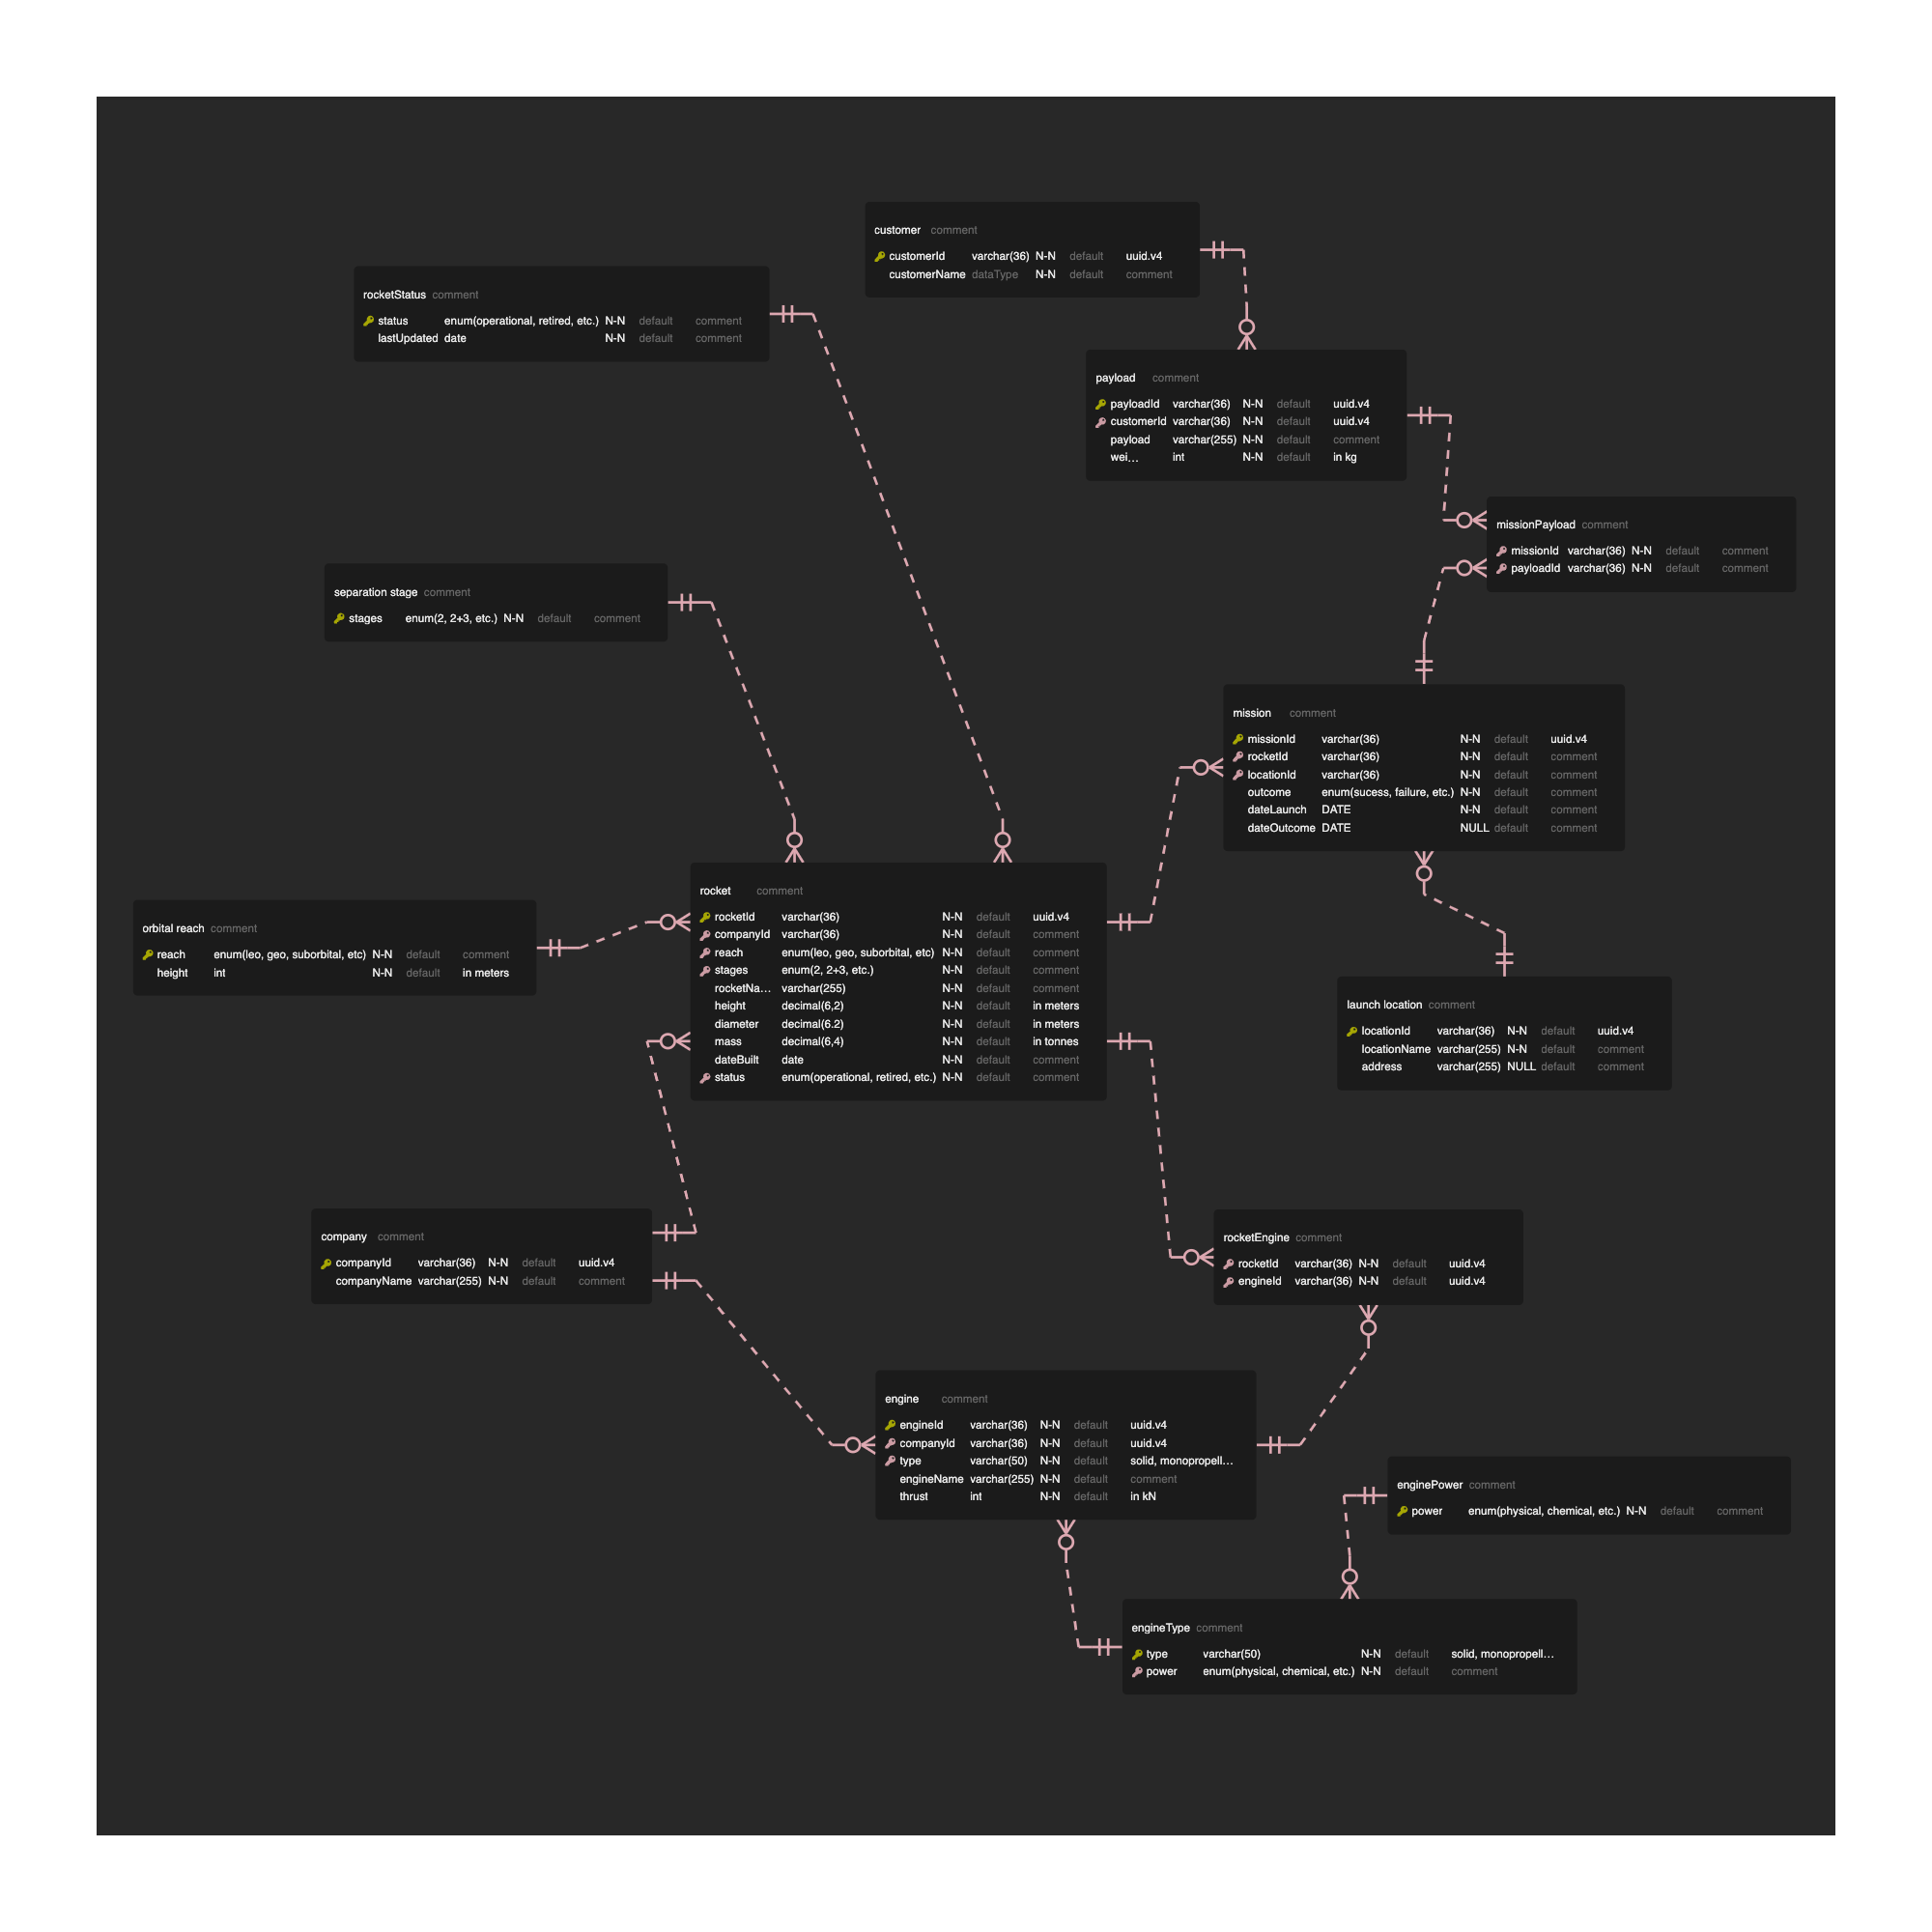 customer comment
customerId varchar(36) N-N default uuid.v4
customerName dataType N-N default comment
rocketStatus comment
status enum(operational, retired, etc.) N-N default comment
lastUpdated date N-N default comment
payload comment
payloadId varchar(36) N-N default uuid.v4
customerId varchar(36) N-N default uuid.v4
payload varchar(255) N-N default comment
wei... int N-N default in kg
missionPayload comment
missionId varchar(36) N-N default comment
payloadId varchar(36) N-N default comment
separation stage comment
stages enum(2, 2+3, etc.) N-N default comment
mission comment
missionId varchar(36) N-N default uuid.v4
rocketId varchar(36) N-N default comment
locationId varchar(36) N-N default comment
outcome enum(sucess, failure, etc.) N-N default comment
dateLaunch DATE N-N default comment
dateOutcome DATE NULL default comment
rocket comment
rocketId varchar(36) N-N default uuid.v4
companyId varchar(36) N-N default comment
reach enum(leo, geo, suborbital, etc) N-N default comment
stages enum(2, 2+3, etc.) N-N default comment
rocketNa... varchar(255) N-N default comment
height decimal(6,2) N-N default in meters
diameter decimal(6.2) N-N default in meters
mass decimal(6,4) N-N default in tonnes
dateBuilt date N-N default comment
status enum(operational, retired, etc.) N-N default comment
orbital reach comment
reach enum(leo, geo, suborbital, etc) N-N default comment
height int N-N default in meters
launch location comment
locationId varchar(36) N-N default uuid.v4
locationName varchar(255) N-N default comment
address varchar(255) NULL default comment
company comment
companyId varchar(36) N-N default uuid.v4
companyName varchar(255) N-N default comment
rocketEngine comment
rocketId varchar(36) N-N default uuid.v4
engineId varchar(36) N-N default uuid.v4
engine comment
engineId varchar(36) N-N default uuid.v4
companyId varchar(36) N-N default uuid.v4
type varchar(50) N-N default solid, monopropell...
engineName varchar(255) N-N default comment
thrust int N-N default in kN
enginePower comment
power enum(physical, chemical, etc.) N-N default comment
engineType comment
type varchar(50) N-N default solid, monopropell...
power enum(physical, chemical, etc.) N-N default comment